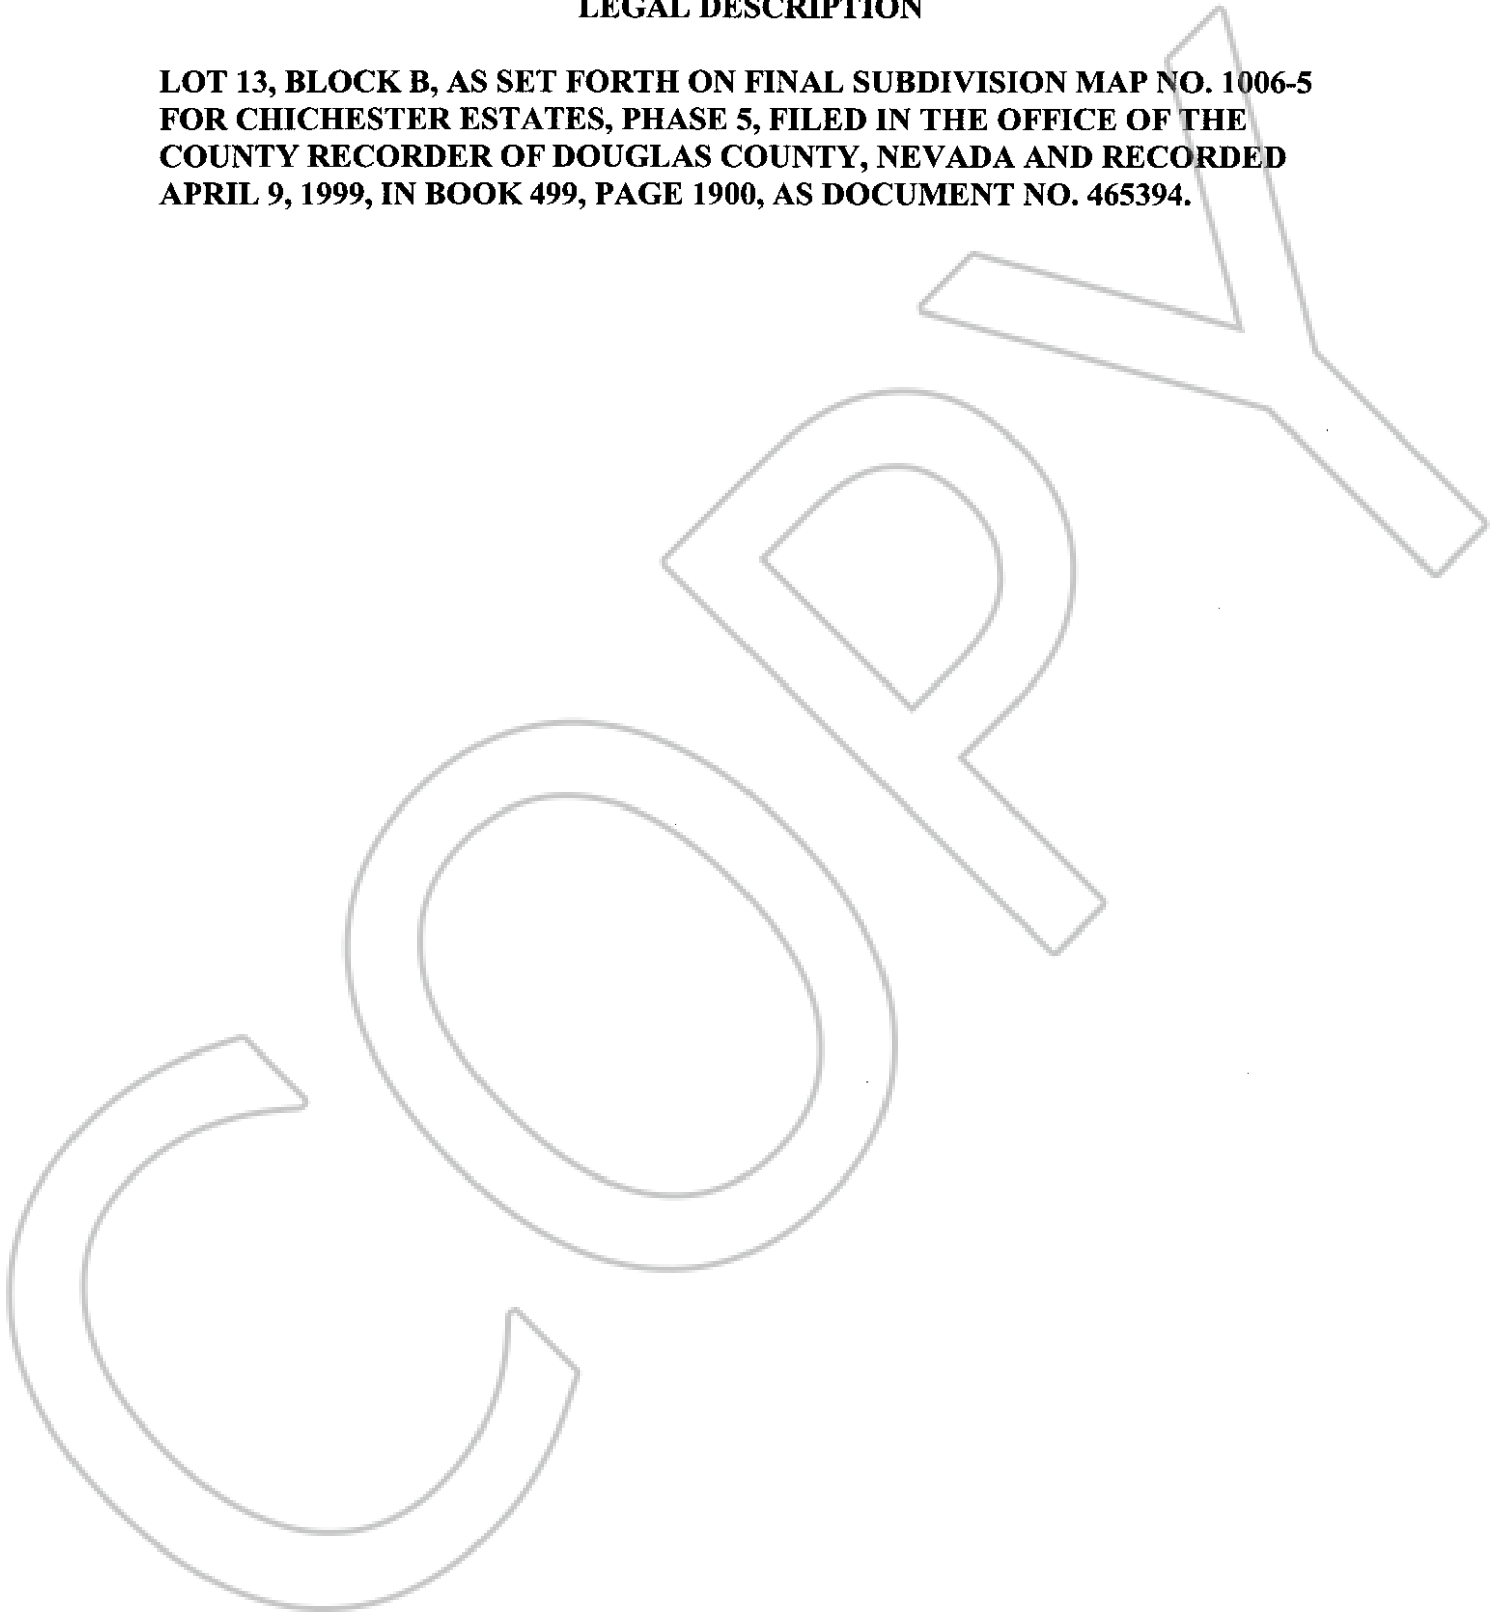 LEGAL DESCRIPTION
LOT 13, BLOCK B, AS SET FORTH ON FINAL SUBDIVISION MAP NO. 1006-5
FOR CHICHESTER ESTATES, PHASE 5, FILED IN THE OFFICE OF THE
COUNTY RECORDER OF DOUGLAS COUNTY, NEVADA AND RECORDED
APRIL 9, 1999, IN BOOK 499, PAGE 1900, AS DOCUMENT NO. 465394.
COPY